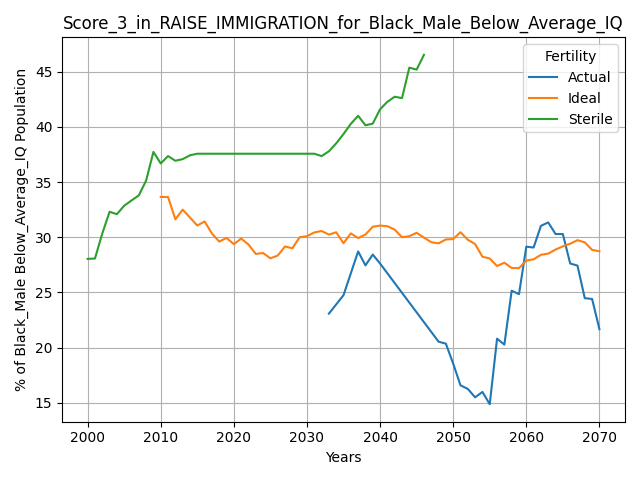 Score_3_in_RAISE_IMMIGRATION_for_Black_Male_Below_Average_IQ
% of Black_Male Below_Average_IQ Population
45
40
35
30
25
20
15
Fertility
Actual
Ideal
Sterile
2000 2010 2020 2030 2040 2050 2060 2070
Years